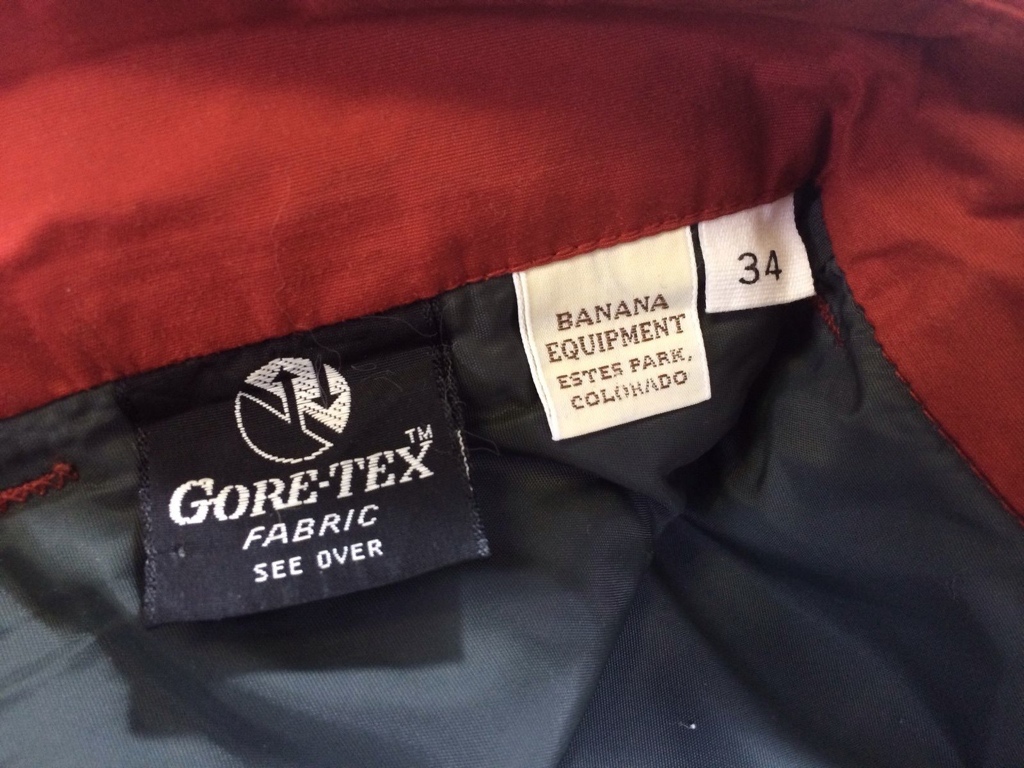 GORE-TEX™
FABRIC
SEE OVER
BANANA
EQUIPMENT
ESTES PARK,
COLORADO
34